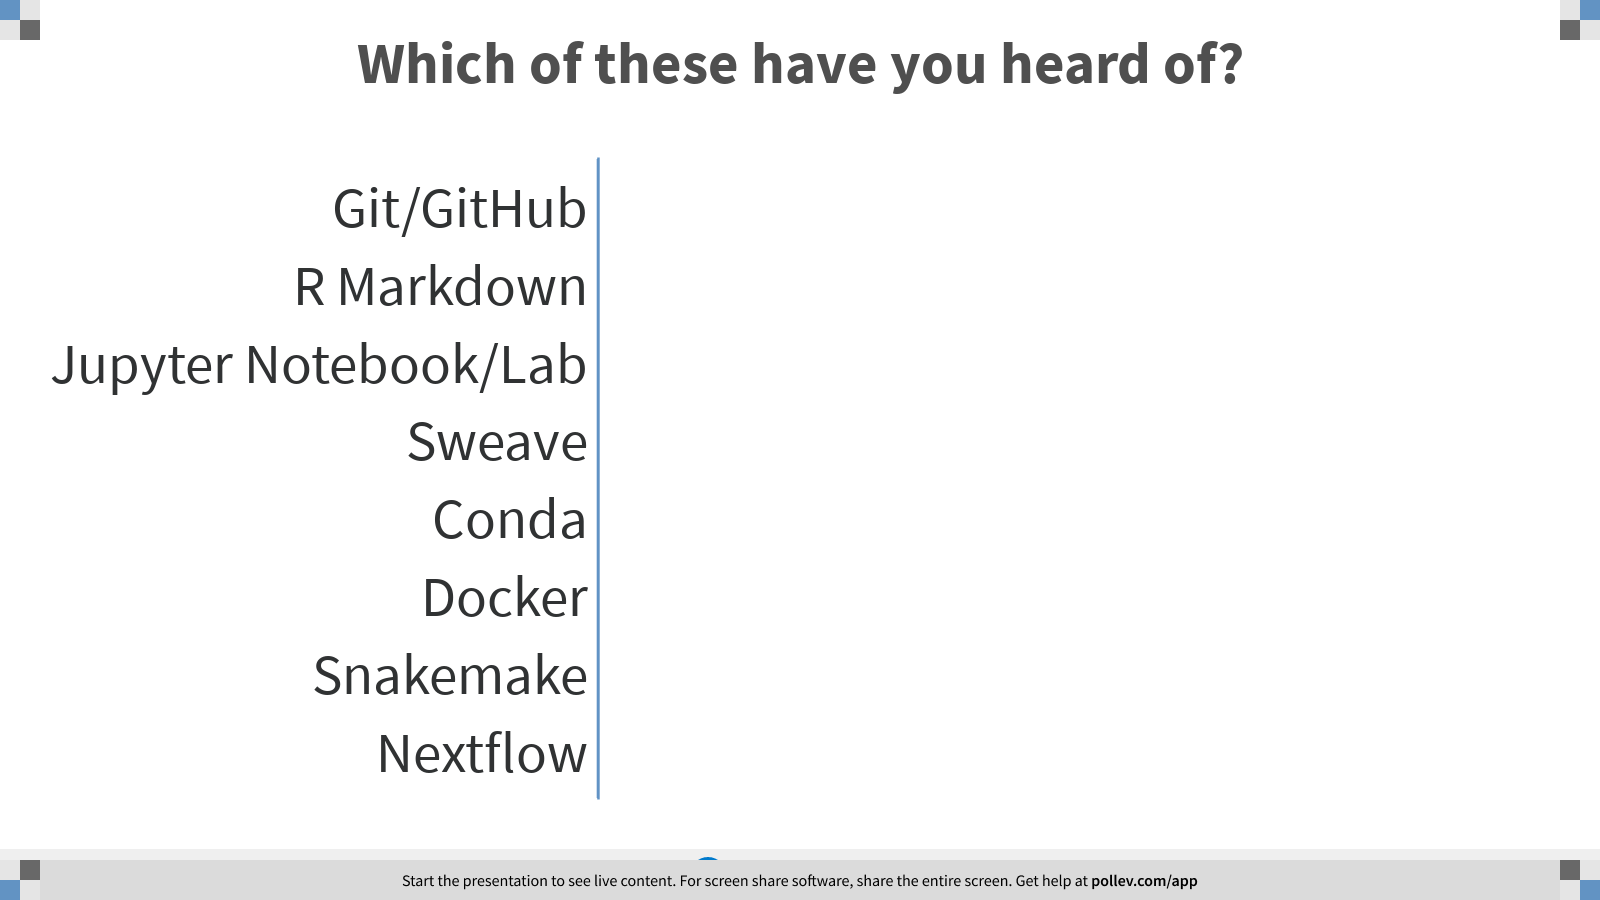 Which of these have you heard of?
Git/GitHub
R Markdown
Jupyter Notebook/Lab
Sweave
Conda
Docker
Snakemake
Nextflow
Start the presentation to see live content. For screen share software, share the entire screen. Get help at pollev.com/app